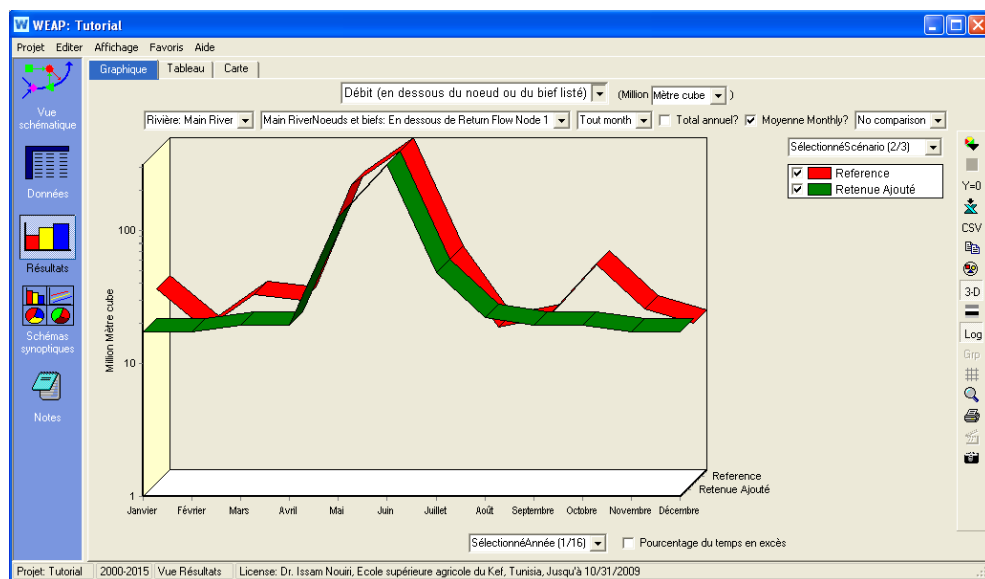 WEAP: Tutorial
Projet Editer Affichage Favoris Aide
Vue
schématique
Données
Résultats
Schémas
synoptiques
Notes
Graphique Tableau Carte
Débit (en dessous du noeud ou du bief listé) (Million Mètre cube )
Rivière: Main River Main RiverNoeuds et biefs: En dessous de Return Flow Node 1 Tout month Total annuel? Moyenne Monthly? No comparison
SélectionnéScénario (2/3)
Reference
Retenue Ajouté
Million Mètre cube
100
10
1
Janvier Février Mars Avril Mai Juin Juillet Août Septembre Octobre Novembre Décembre
Reference
Retenue Ajouté
SélectionnéAnnée (1/16) Pourcentage du temps en excès
Y=0
CSV
3-D
Log
Grp
Projet: Tutorial 2000-2015 Vue Résultats License: Dr. Issam Nouiri, Ecole supérieure agricole du Kef, Tunisia, Jusqu'à 10/31/2009